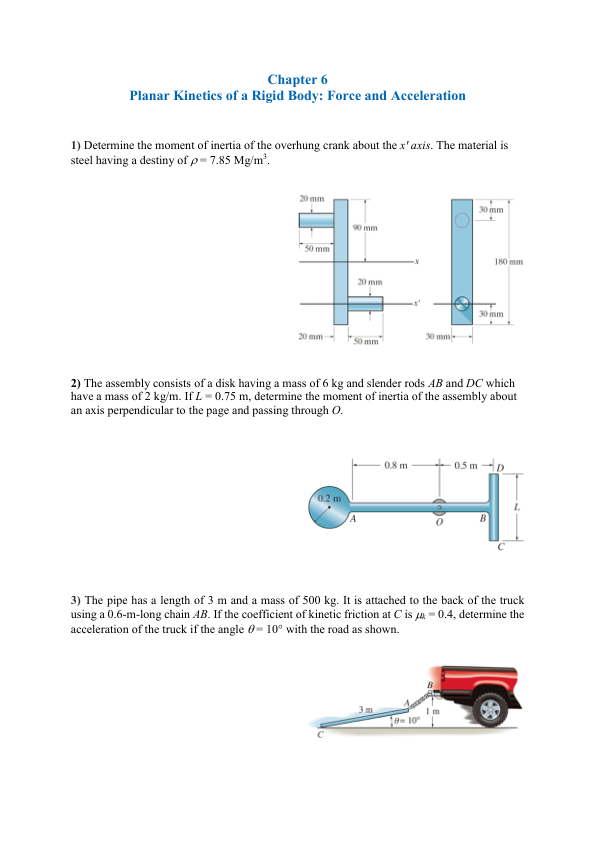 Chapter 6
Planar Kinetics of a Rigid Body: Force and Acceleration
1) Determine the moment of inertia of the overhung crank about the x' axis. The material is
steel having a destiny of ρ = 7.85 Mg/m³.
20 mm
30 mm
90 mm
50 mm
x
180 mm
20 mm
x'
30 mm
20 mm
50 mm
30 mm
2) The assembly consists of a disk having a mass of 6 kg and slender rods AB and DC which
have a mass of 2 kg/m. If L = 0.75 m, determine the moment of inertia of the assembly about
an axis perpendicular to the page and passing through O.
0.8 m
0.5 m
D
0.2 m
L
A
O
B
C
3) The pipe has a length of 3 m and a mass of 500 kg. It is attached to the back of the truck
using a 0.6-m-long chain AB. If the coefficient of kinetic friction at C is μk = 0.4, determine the
acceleration of the truck if the angle θ = 10° with the road as shown.
B
A
3 m
1 m
θ = 10°
C